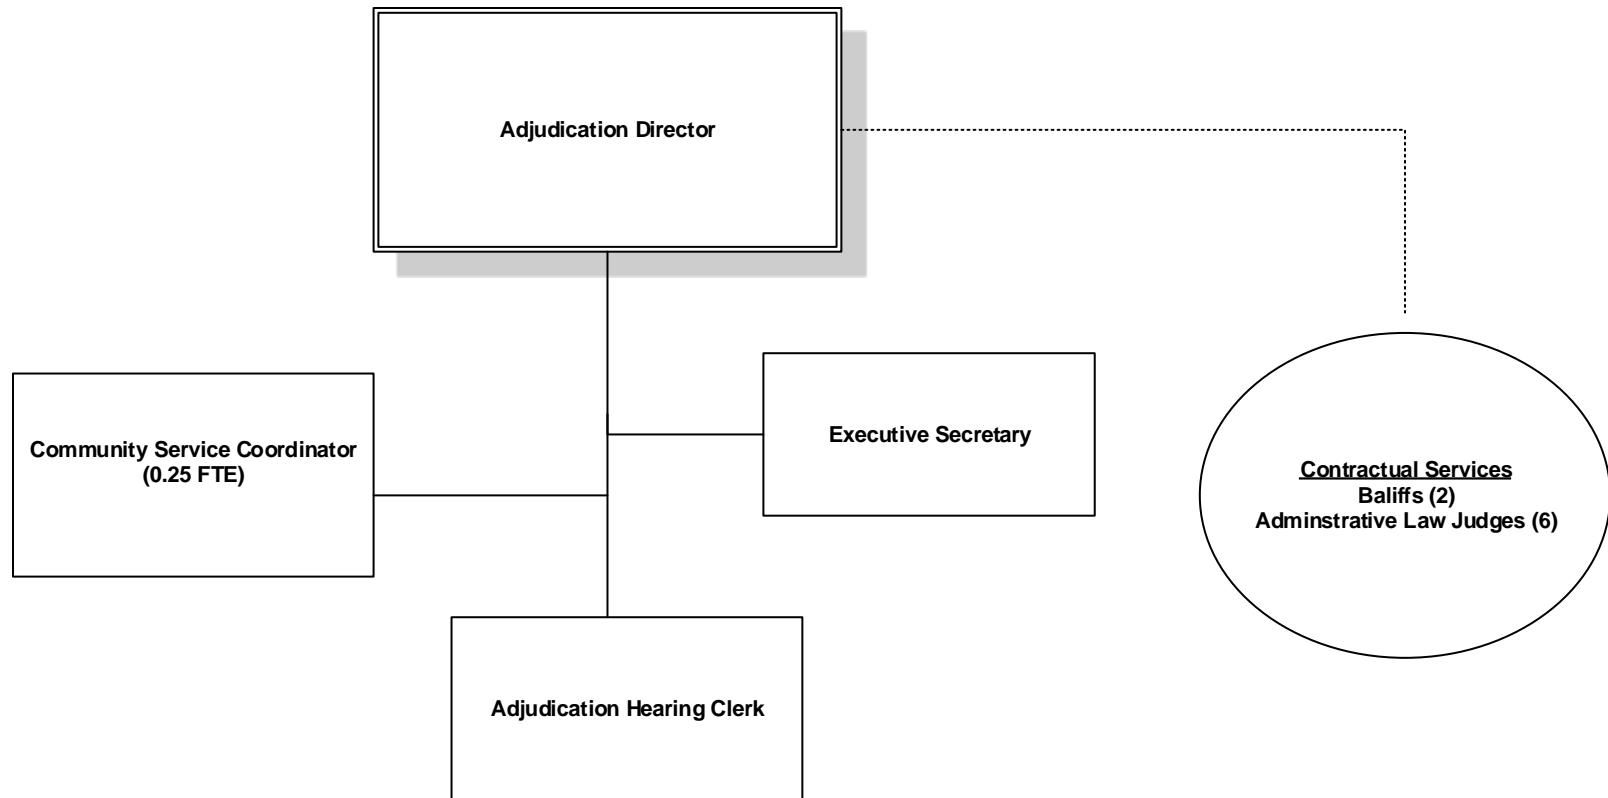 Adjudication Director
Executive Secretary
Community Service Coordinator
(0.25 FTE)
Contractual Services
Baliffs (2)
Adminstrative Law Judges (6)
Adjudication Hearing Clerk